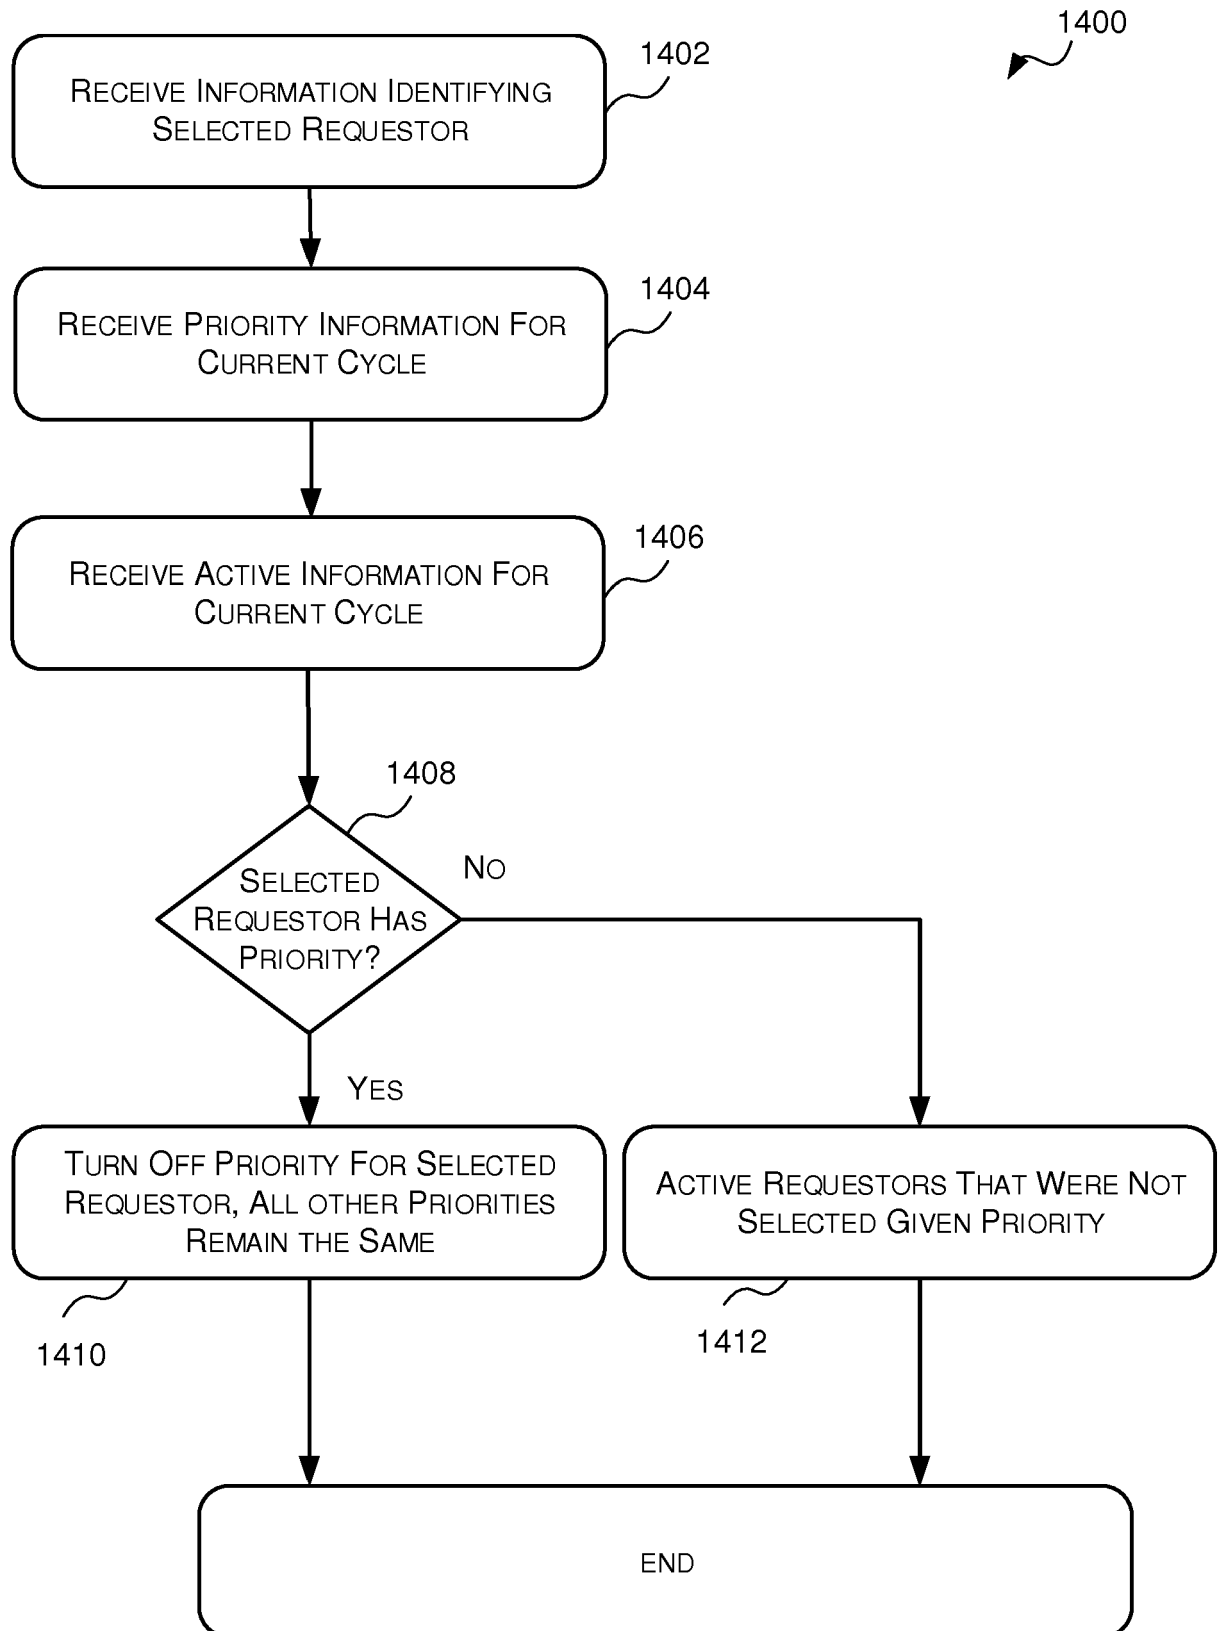 1400
1402
RECEIVE INFORMATION IDENTIFYING
SELECTED REQUESTOR
1404
RECEIVE PRIORITY INFORMATION FOR
CURRENT CYCLE
1406
RECEIVE ACTIVE INFORMATION FOR
CURRENT CYCLE
1408
SELECTED
REQUESTOR HAS
PRIORITY?
NO
YES
TURN OFF PRIORITY FOR SELECTED
REQUESTOR, ALL OTHER PRIORITIES
REMAIN THE SAME
1410
ACTIVE REQUESTORS THAT WERE NOT
SELECTED GIVEN PRIORITY
1412
END